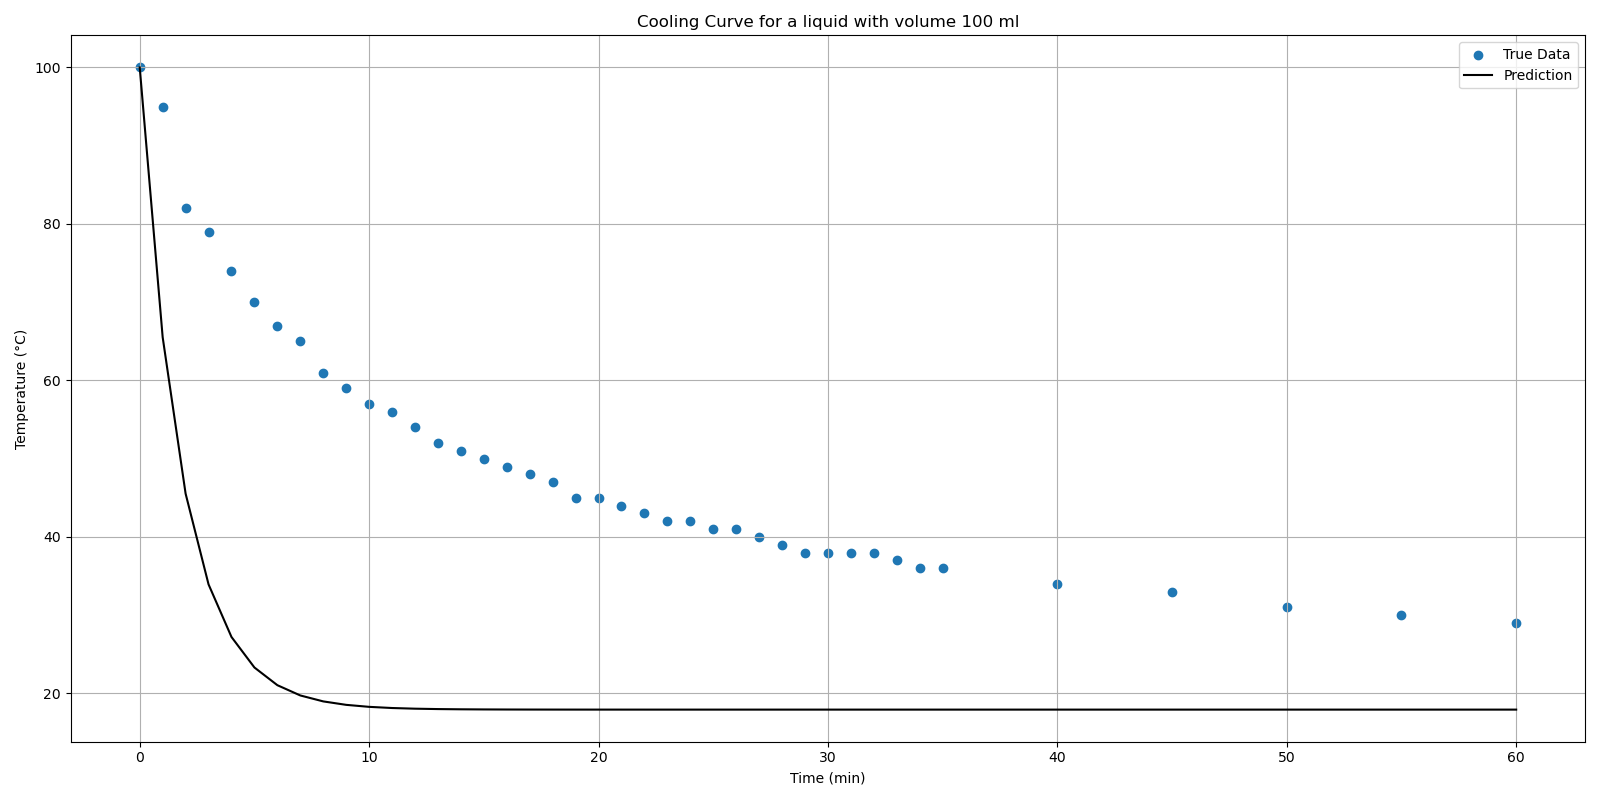 Cooling Curve for a liquid with volume 100 ml
True Data
Prediction
100
80
60
40
20
Temperature (°C)
0 10 20 30 40 50 60
Time (min)